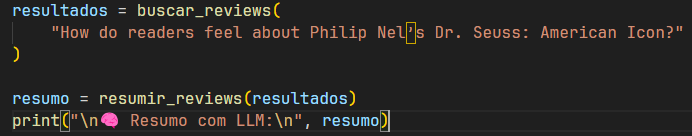 resultados = buscar_reviews(
    "How do readers feel about Philip Nel’s Dr. Seuss: American Icon?"
)
resumo = resumir_reviews(resultados)
print("\n🧠 Resumo com LLM:\n", resumo)